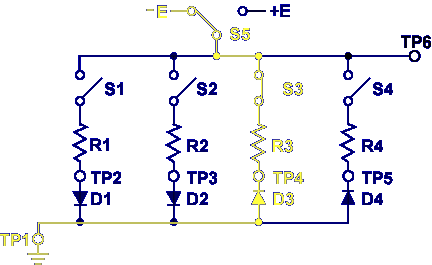 −E +E
S5
TP6
S1 S2 S3 S4
R1 R2 R3 R4
TP2 TP3 TP4 TP5
D1 D2 D3 D4
TP1